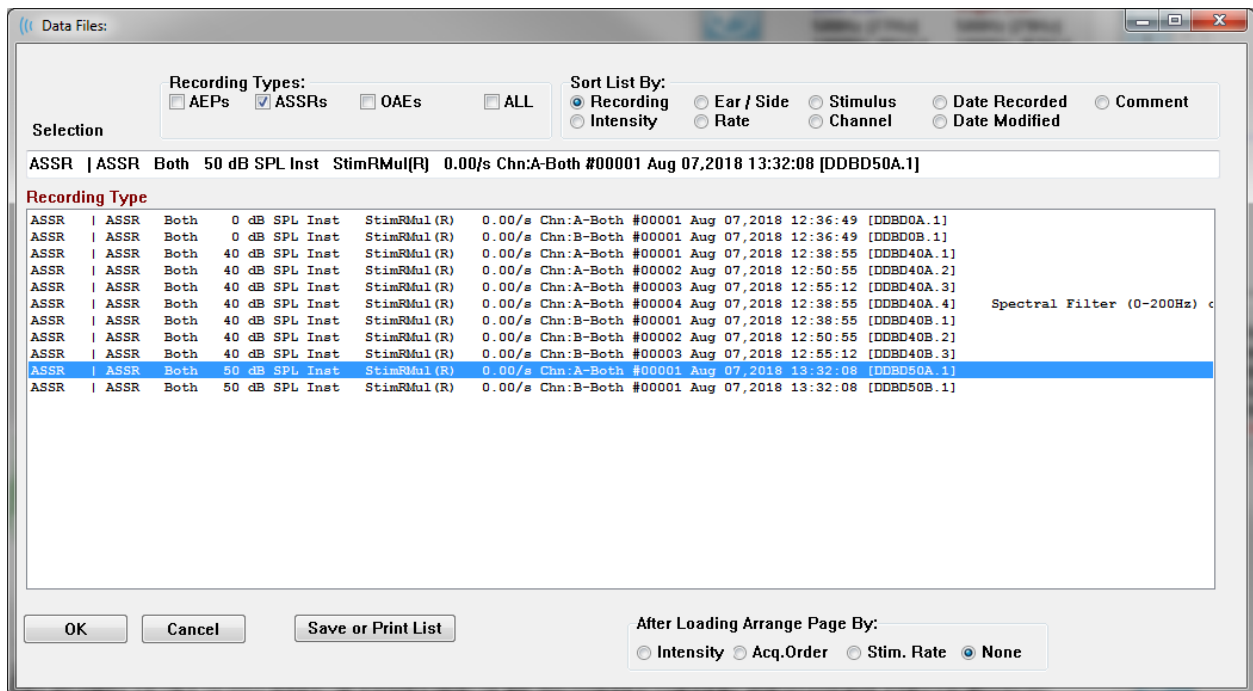 Data Files:
Recording Types:
AEPs ASSRs OAEs ALL
Sort List By:
Recording Ear / Side Stimulus Date Recorded Comment
Intensity Rate Channel Date Modified
Selection
ASSR | ASSR Both 50 dB SPL Inst StimRMul(R) 0.00/s Chn:A-Both #00001 Aug 07,2018 13:32:08 [DDBD50A.1]
Recording Type
ASSR | ASSR Both 0 dB SPL Inst StimRMul(R) 0.00/s Chn:A-Both #00001 Aug 07,2018 12:36:49 [DDBD0A.1]
ASSR | ASSR Both 0 dB SPL Inst StimRMul(R) 0.00/s Chn:B-Both #00001 Aug 07,2018 12:36:49 [DDBD0B.1]
ASSR | ASSR Both 40 dB SPL Inst StimRMul(R) 0.00/s Chn:A-Both #00001 Aug 07,2018 12:38:55 [DDBD40A.1]
ASSR | ASSR Both 40 dB SPL Inst StimRMul(R) 0.00/s Chn:A-Both #00002 Aug 07,2018 12:50:55 [DDBD40A.2]
ASSR | ASSR Both 40 dB SPL Inst StimRMul(R) 0.00/s Chn:A-Both #00003 Aug 07,2018 12:55:12 [DDBD40A.3]
ASSR | ASSR Both 40 dB SPL Inst StimRMul(R) 0.00/s Chn:A-Both #00004 Aug 07,2018 12:38:55 [DDBD40A.4] Spectral Filter (0-200Hz)
ASSR | ASSR Both 40 dB SPL Inst StimRMul(R) 0.00/s Chn:B-Both #00001 Aug 07,2018 12:38:55 [DDBD40B.1]
ASSR | ASSR Both 40 dB SPL Inst StimRMul(R) 0.00/s Chn:B-Both #00002 Aug 07,2018 12:50:55 [DDBD40B.2]
ASSR | ASSR Both 40 dB SPL Inst StimRMul(R) 0.00/s Chn:B-Both #00003 Aug 07,2018 12:55:12 [DDBD40B.3]
ASSR | ASSR Both 50 dB SPL Inst StimRMul(R) 0.00/s Chn:A-Both #00001 Aug 07,2018 13:32:08 [DDBD50A.1]
ASSR | ASSR Both 50 dB SPL Inst StimRMul(R) 0.00/s Chn:B-Both #00001 Aug 07,2018 13:32:08 [DDBD50B.1]
OK Cancel Save or Print List
After Loading Arrange Page By:
Intensity Acq.Order Stim. Rate None